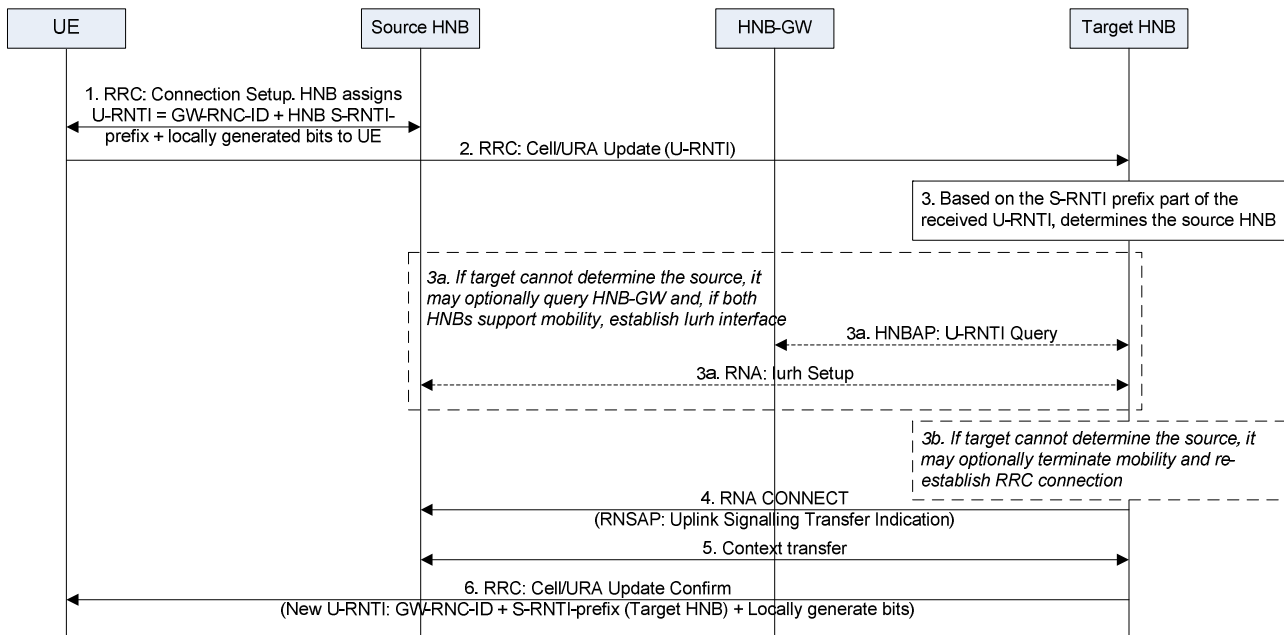 UE
Source HNB
HNB-GW
Target HNB
1. RRC: Connection Setup. HNB assigns
U-RNTI = GW-RNC-ID + HNB S-RNTI-
prefix + locally generated bits to UE
2. RRC: Cell/URA Update (U-RNTI)
3. Based on the S-RNTI prefix part of the
received U-RNTI, determines the source HNB
3a. If target cannot determine the source, it
may optionally query HNB-GW and, if both
HNBs support mobility, establish Iurh interface
3a. HNBAP: U-RNTI Query
3a. RNA: Iurh Setup
3b. If target cannot determine the source, it
may optionally terminate mobility and re-
establish RRC connection
4. RNA CONNECT
(RNSAP: Uplink Signalling Transfer Indication)
5. Context transfer
6. RRC: Cell/URA Update Confirm
(New U-RNTI: GW-RNC-ID + S-RNTI-prefix (Target HNB) + Locally generate bits)